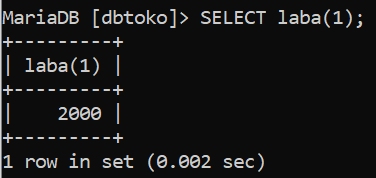 MariaDB [dbtoko]> SELECT laba(1);
+---------+
| laba(1) |
+---------+
|    2000 |
+---------+
1 row in set (0.002 sec)